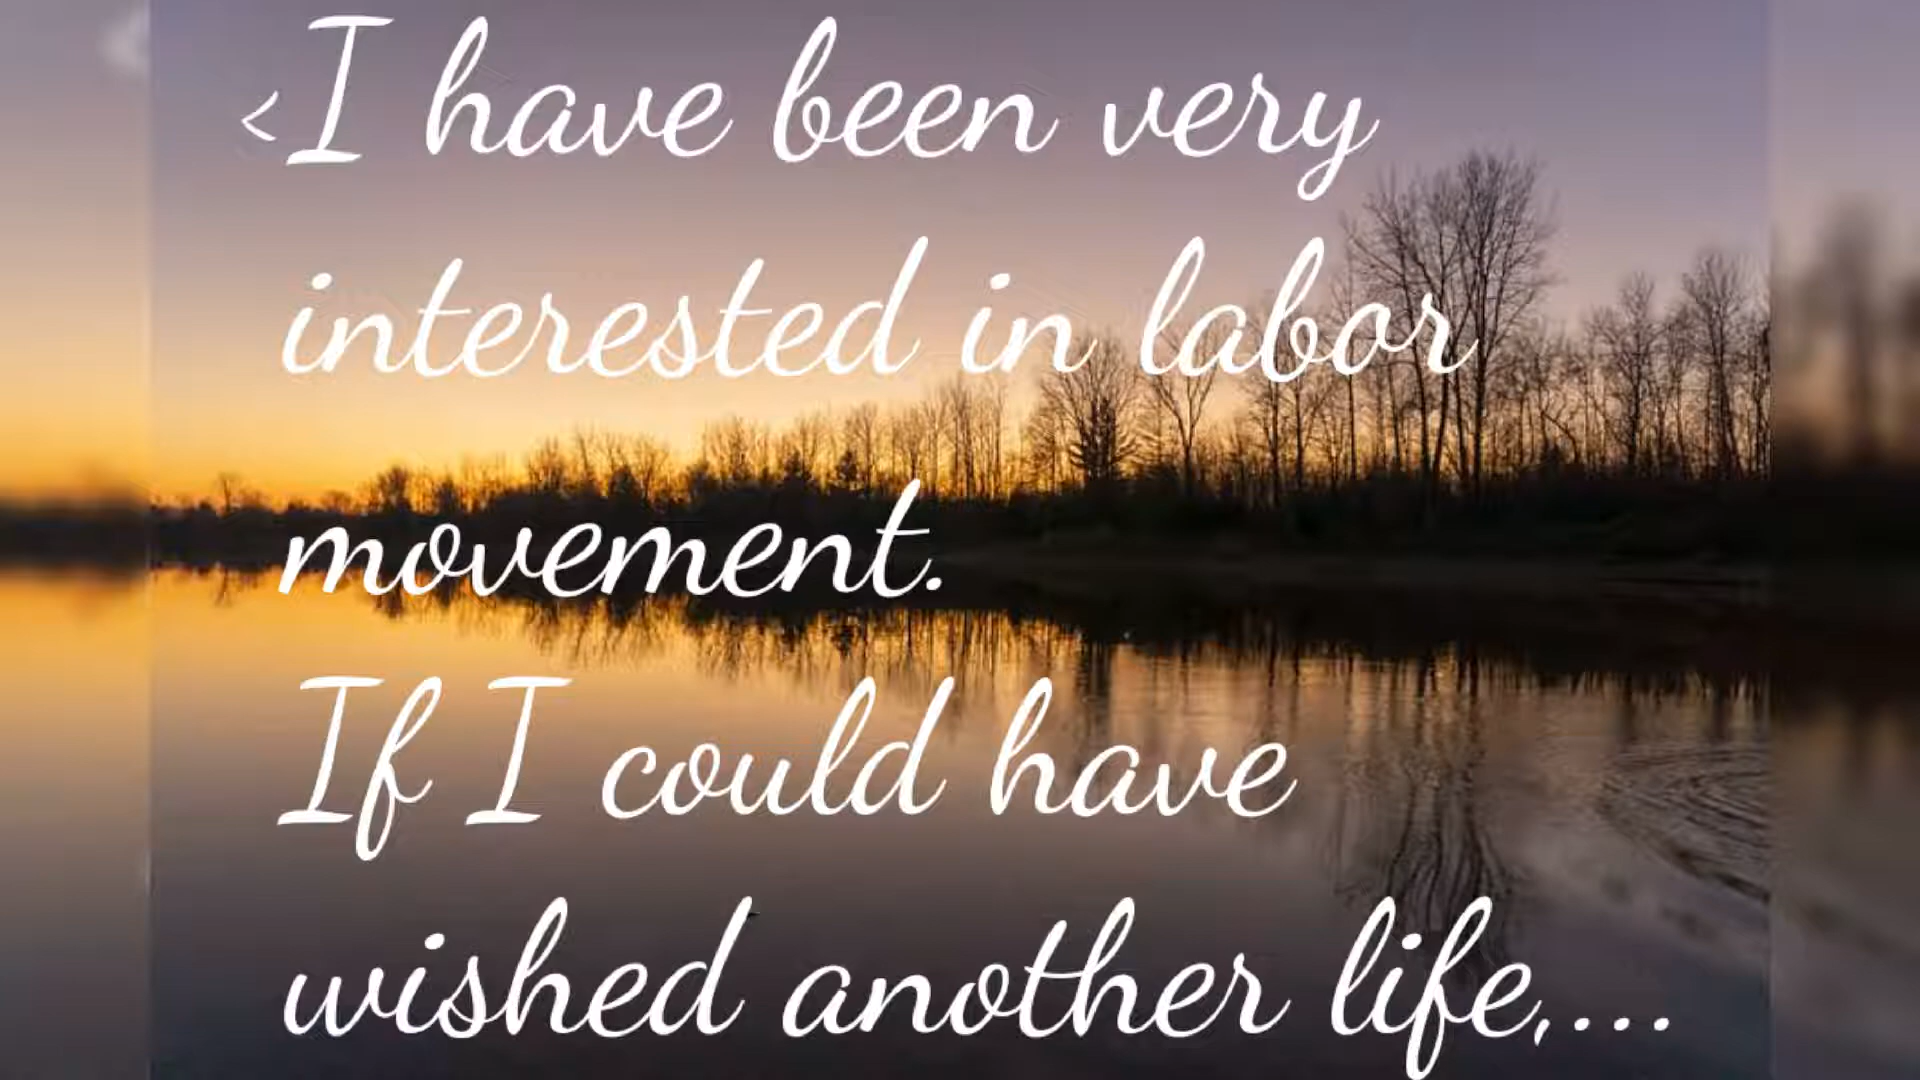 <I have been very
interested in labor
movement.
If I could have
wished another life,...